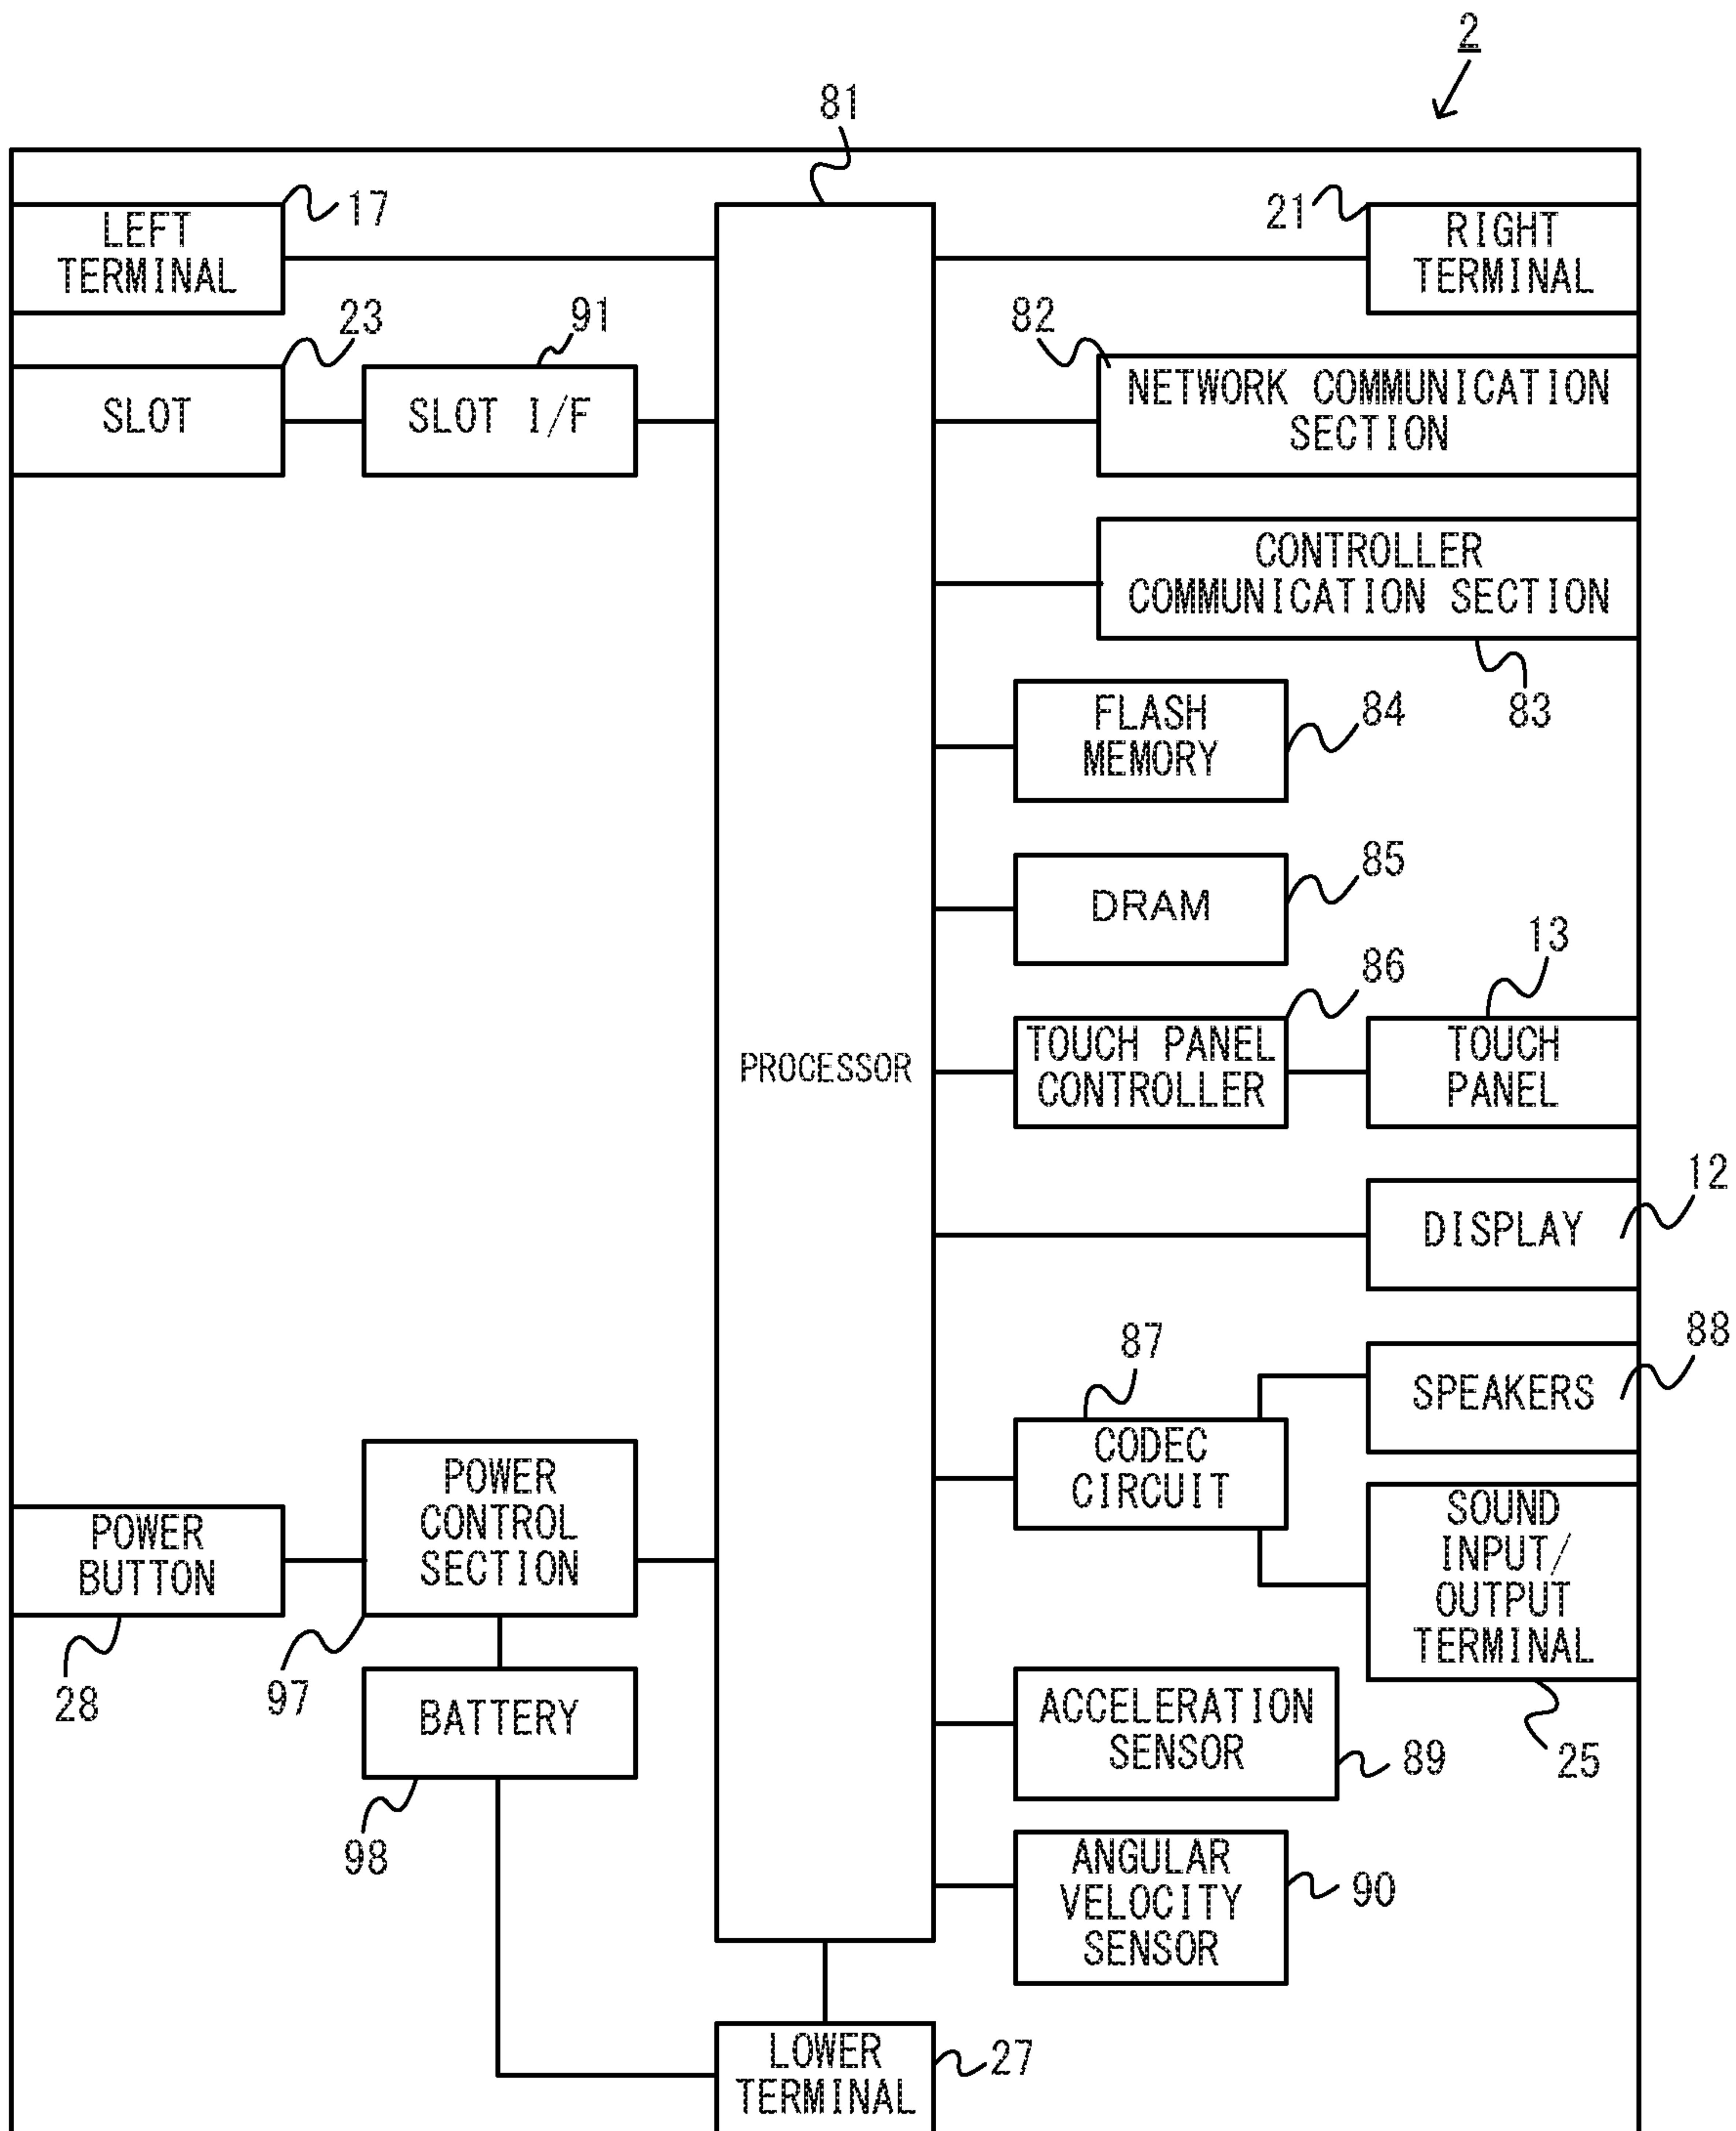 2
81
17
LEFT
TERMINAL
21
RIGHT
TERMINAL
23
SLOT
91
SLOT I/F
82
NETWORK COMMUNICATION
SECTION
CONTROLLER
COMMUNICATION SECTION
83
FLASH
MEMORY
84
DRAM
85
PROCESSOR
86
TOUCH PANEL
CONTROLLER
13
TOUCH
PANEL
DISPLAY
12
87
CODEC
CIRCUIT
SPEAKERS
88
SOUND
INPUT/
OUTPUT
TERMINAL
25
POWER
BUTTON
28
POWER
CONTROL
SECTION
97
BATTERY
98
ACCELERATION
SENSOR
89
ANGULAR
VELOCITY
SENSOR
90
LOWER
TERMINAL
27